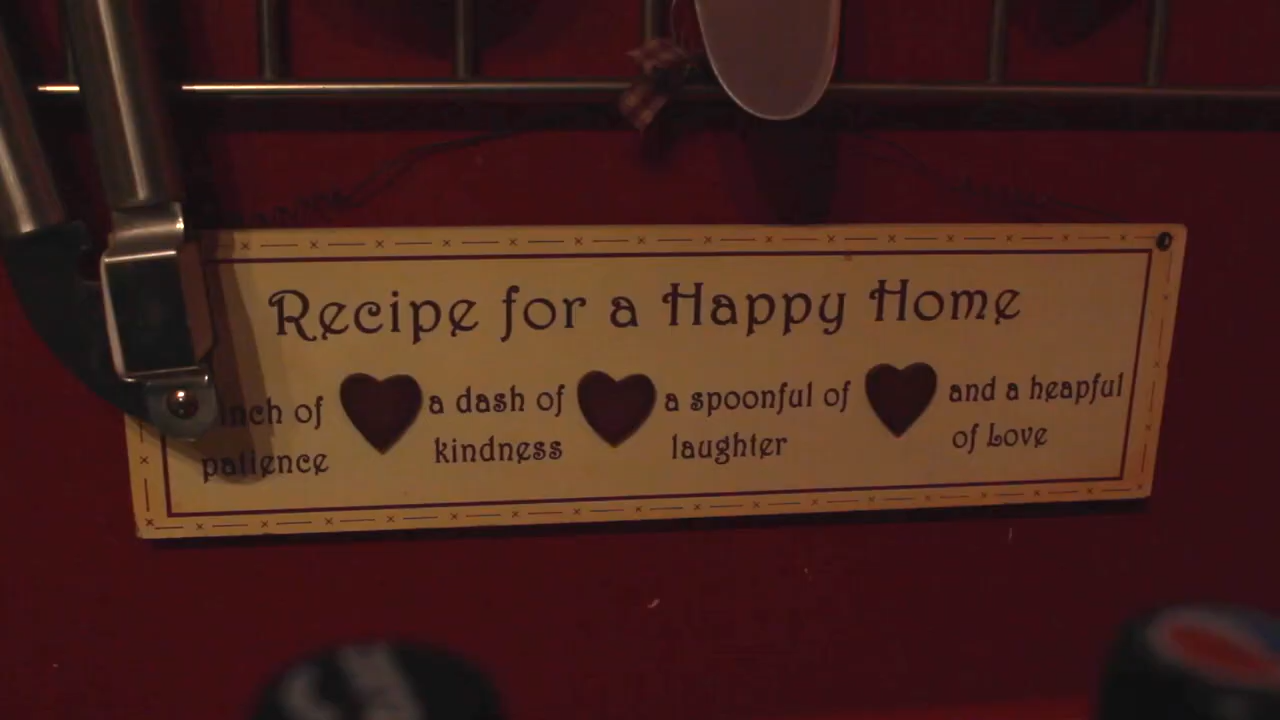 Recipe for a Happy Home
inch of a dash of a spoonful of and a heapful
patience kindness laughter of Love